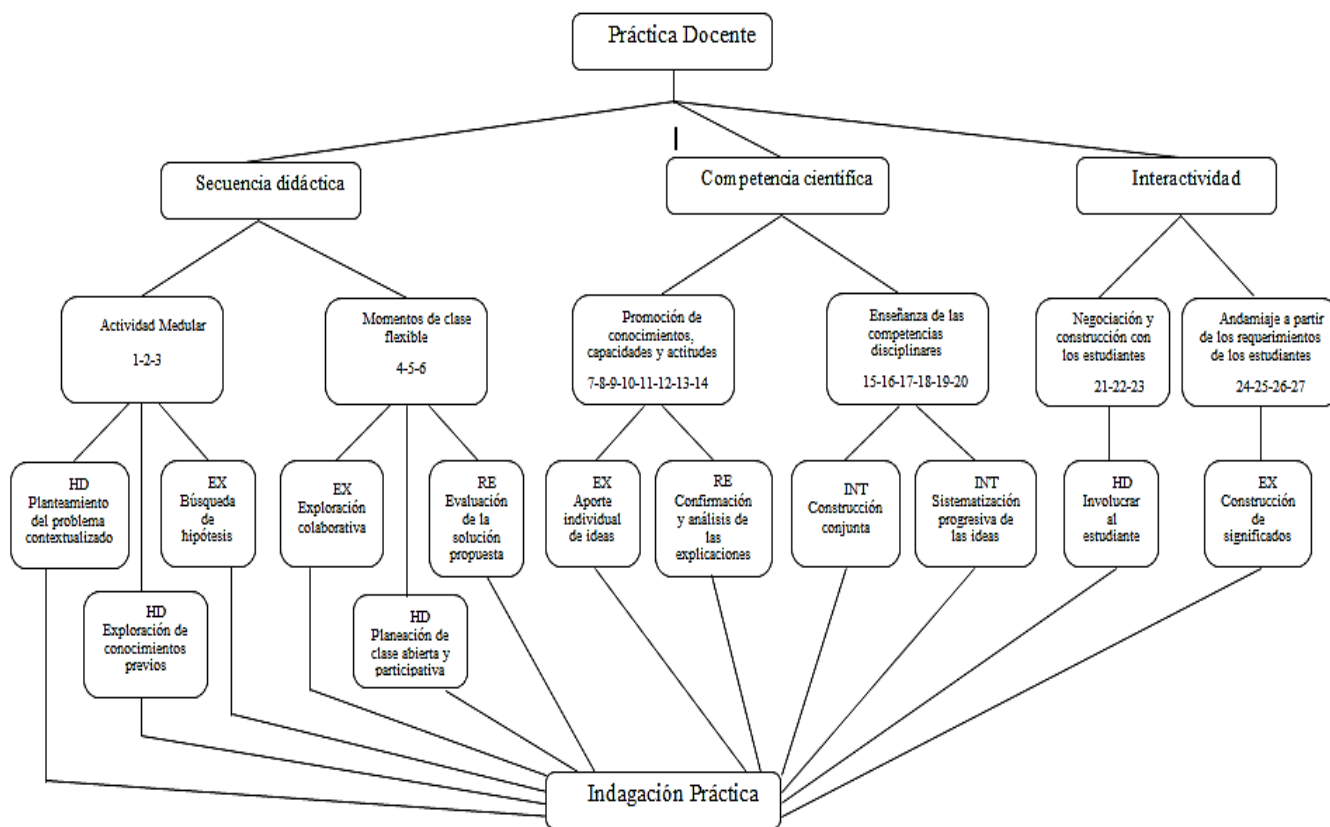 Práctica Docente
Secuencia didáctica
Competencia científica
Interactividad
Actividad Medular
1-2-3
Momentos de clase
flexible
4-5-6
Promoción de
conocimientos,
capacidades y actitudes
7-8-9-10-11-12-13-14
Enseñanza de las
competencias
disciplinares
15-16-17-18-19-20
Negociación y
construcción con
los estudiantes
21-22-23
Andamiaje a partir
de los requerimientos
de los estudiantes
24-25-26-27
HD
Planteamiento
del problema
contextualizado
EX
Búsqueda
de
hipótesis
EX
Exploración
colaborativa
RE
Evaluación
de la
solución
propuesta
EX
Aporte
individual
de ideas
RE
Confirmación
y análisis de
las
explicaciones
INT
Construcción
conjunta
INT
Sistematización
progresiva de
las ideas
HD
Involucrar
al
estudiante
EX
Construcción
de
significados
HD
Exploración de
conocimientos
previos
HD
Planeación de
clase abierta y
participativa
Indagación Práctica